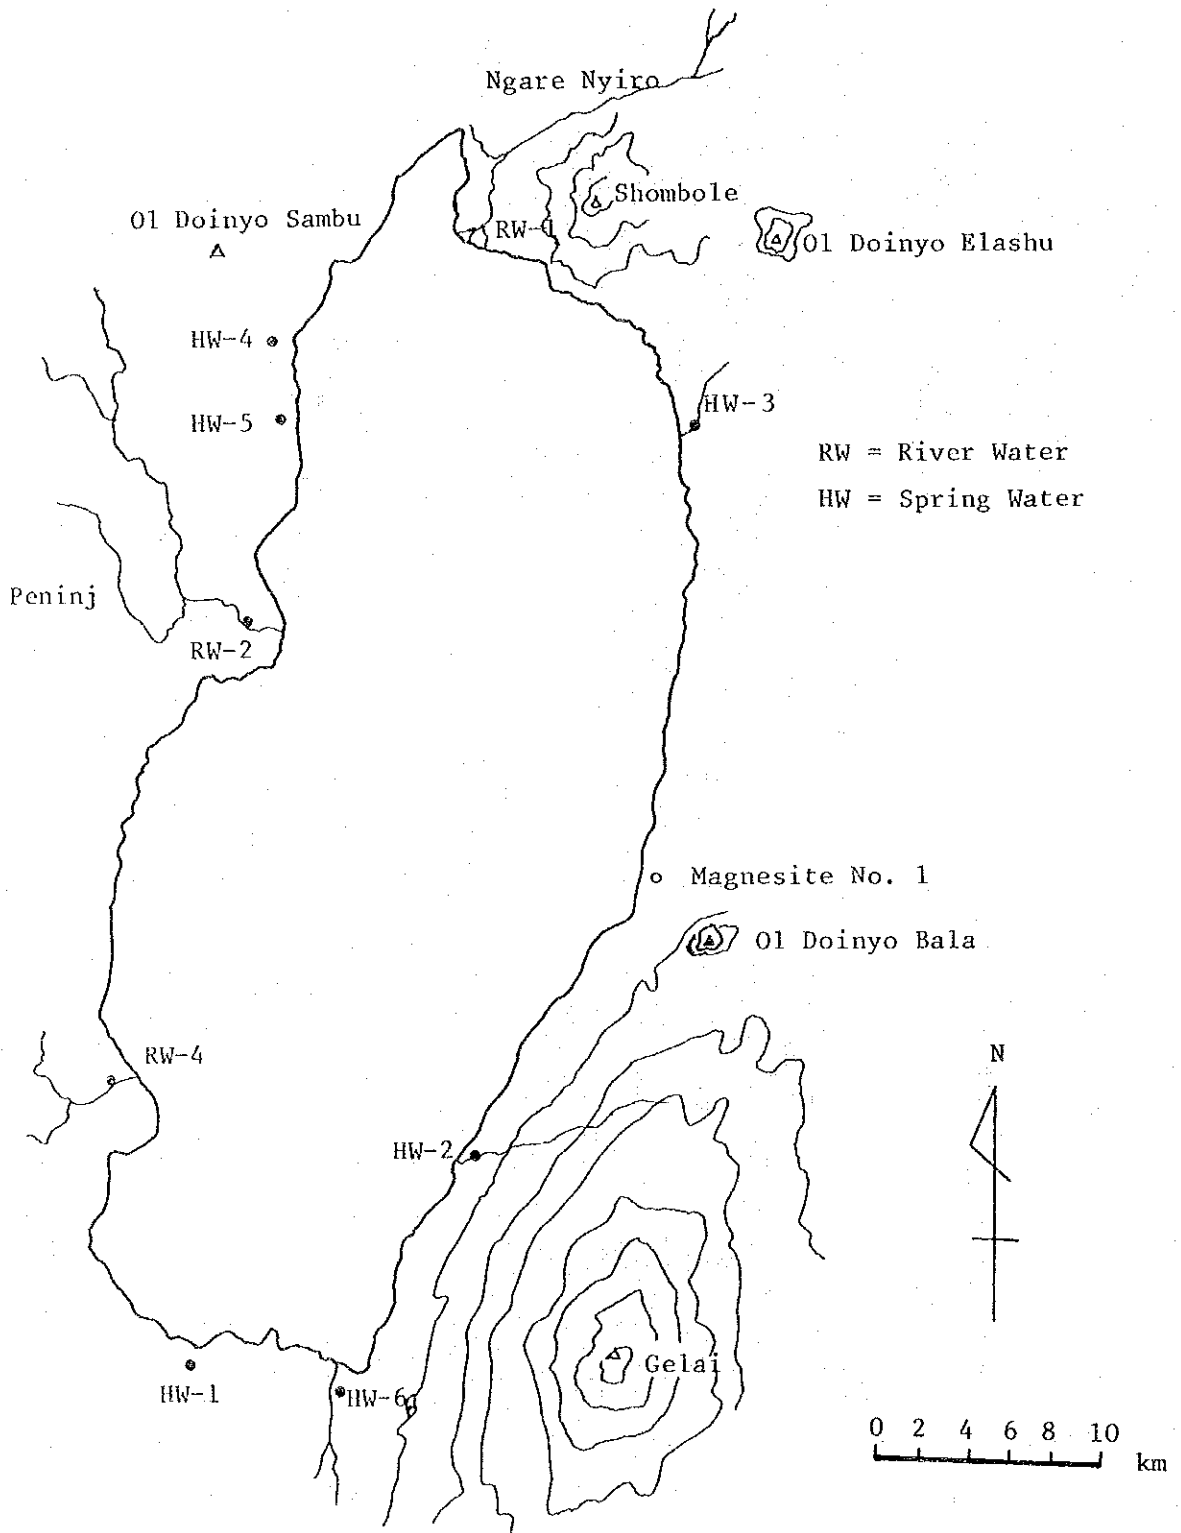 Ngare Nyiro
Shombole
Ol Doinyo Sambu
RW-1
Ol Doinyo Elashu
HW-4
HW-3
HW-5
RW = River Water
HW = Spring Water
Peninj
RW-2
Magnesite No. 1
Ol Doinyo Bala
RW-4
N
HW-2
Gelai
HW-1
HW-6
0 2 4 6 8 10
km